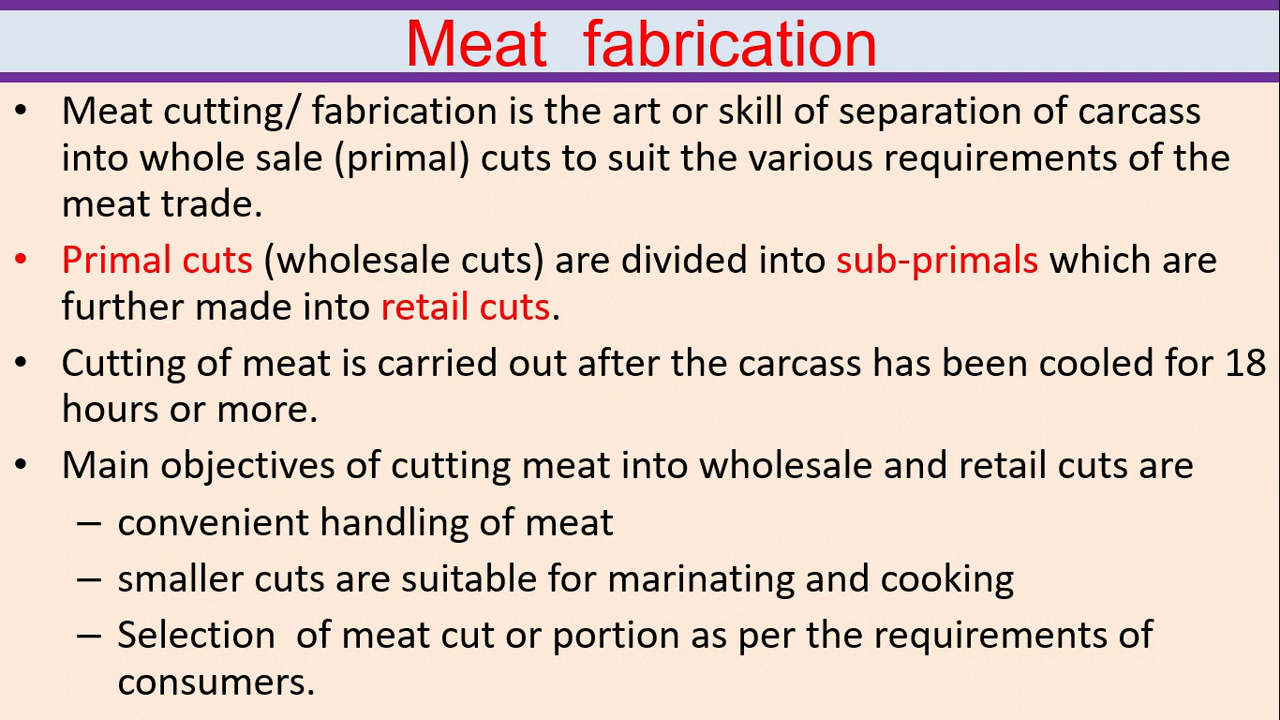 Meat  fabrication
• Meat cutting/ fabrication is the art or skill of separation of carcass
into whole sale (primal) cuts to suit the various requirements of the
meat trade.
• Primal cuts (wholesale cuts) are divided into sub-primals which are
further made into retail cuts.
• Cutting of meat is carried out after the carcass has been cooled for 18
hours or more.
• Main objectives of cutting meat into wholesale and retail cuts are
– convenient handling of meat
– smaller cuts are suitable for marinating and cooking
– Selection  of meat cut or portion as per the requirements of
consumers.